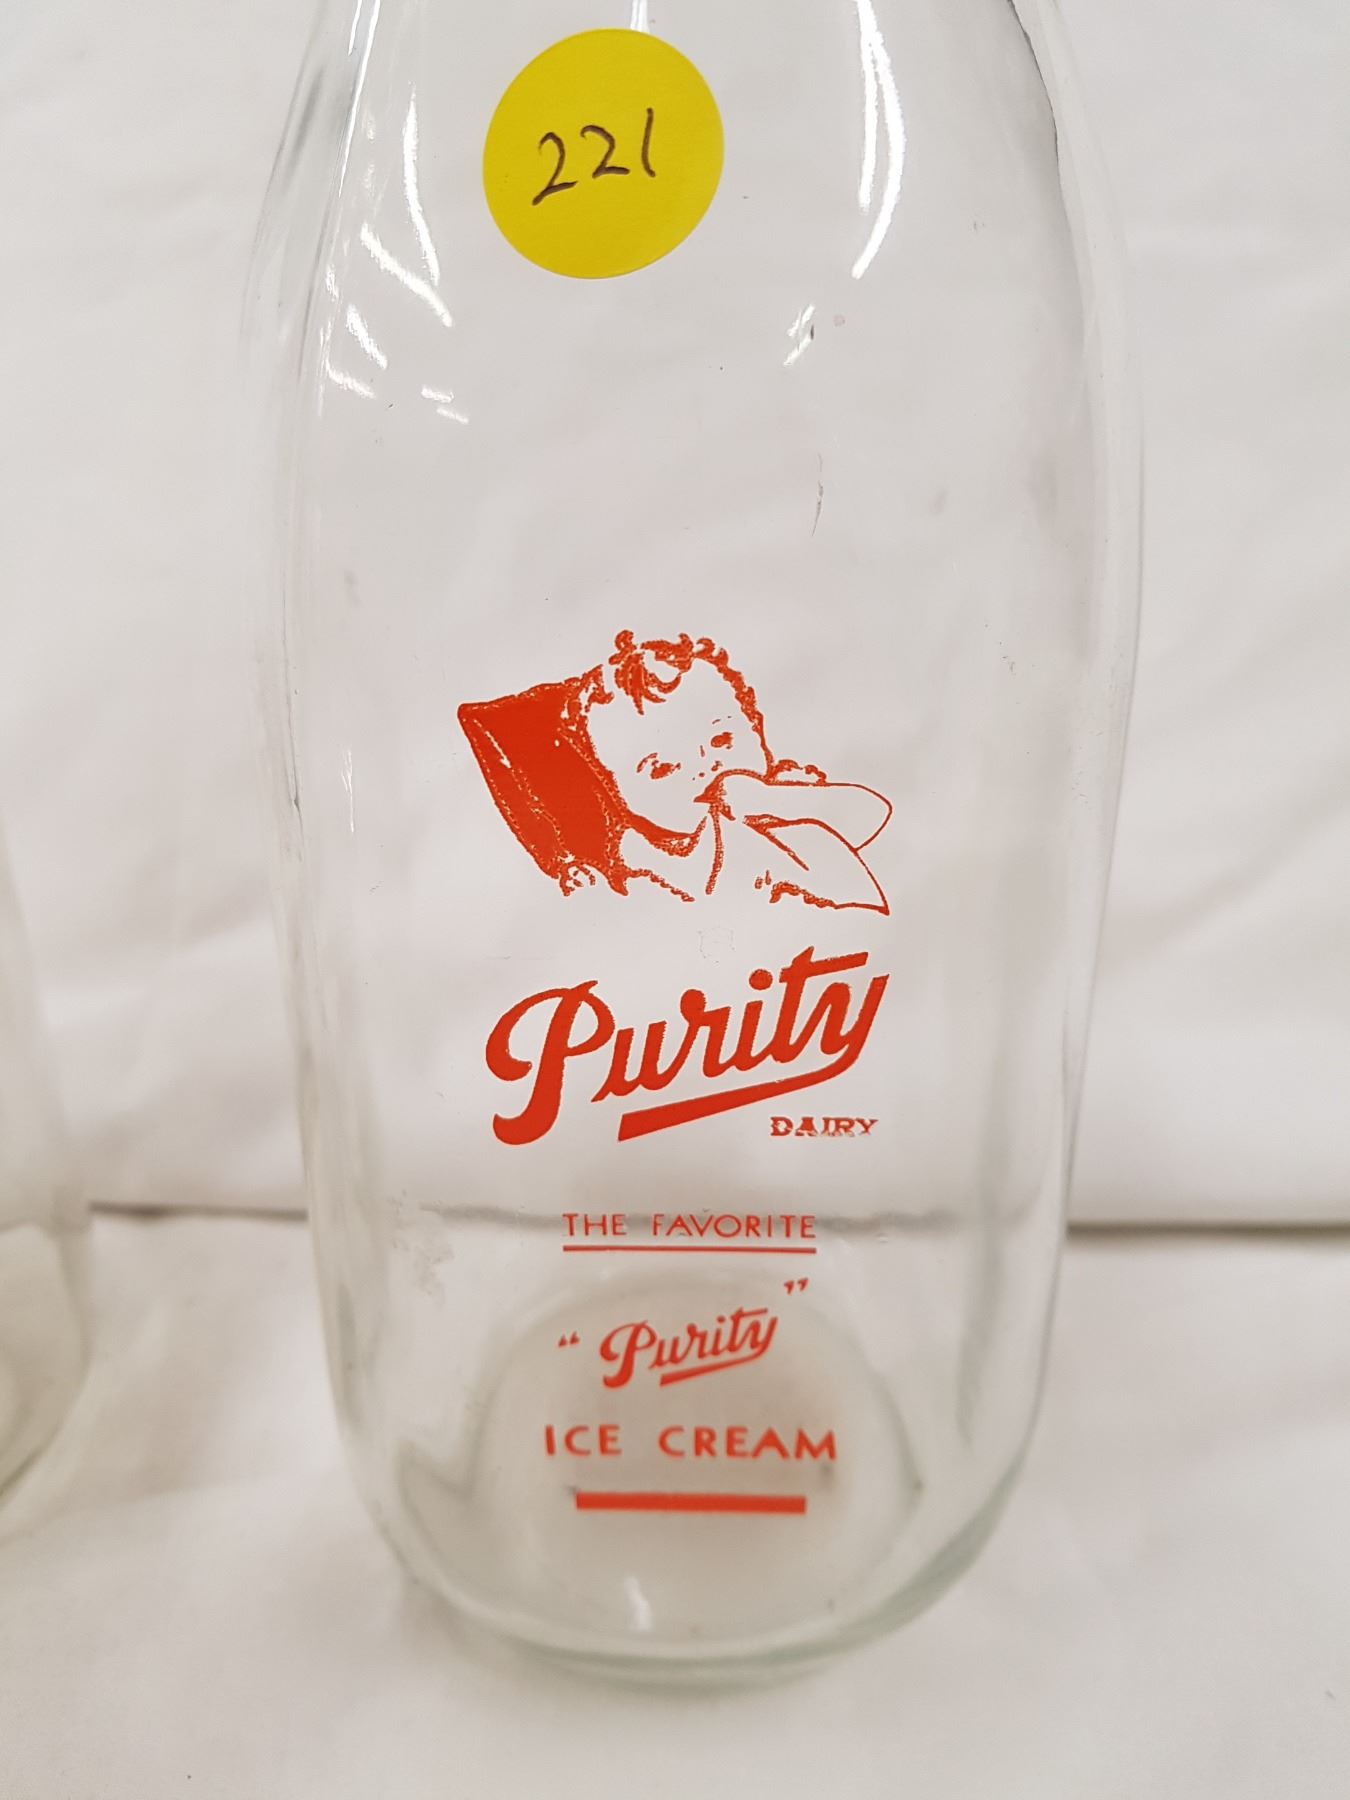 221
Purity
DAIRY
THE FAVORITE
“Purity”
ICE CREAM